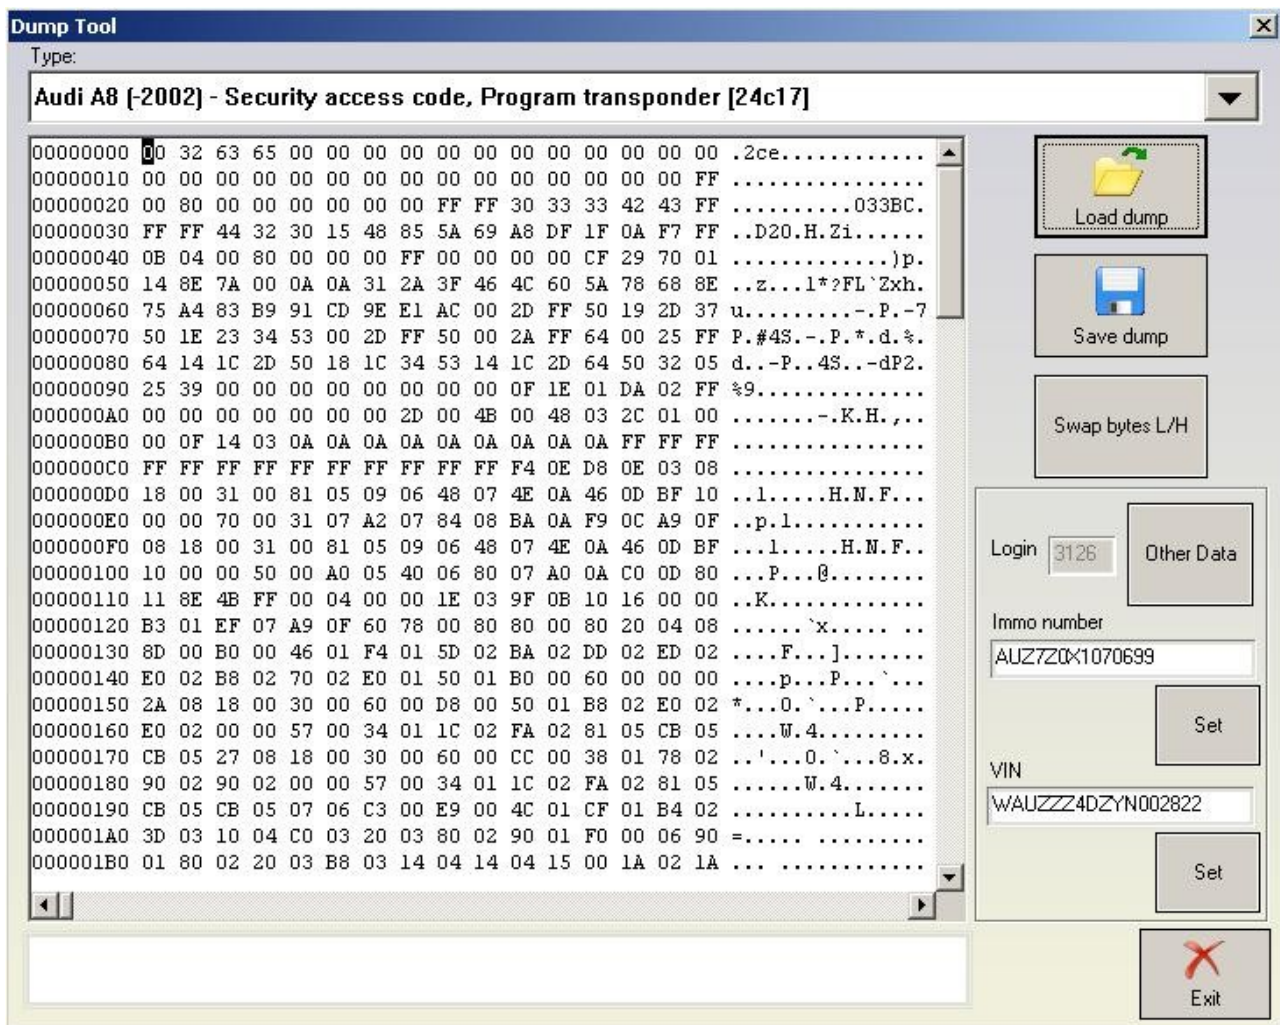 Dump Tool
Type:
Audi A8 (-2002) - Security access code, Program transponder [24c17]
00000000 00 32 63 65 00 00 00 00 00 00 00 00 00 00 00 00 .2ce............
00000010 00 00 00 00 00 00 00 00 00 00 00 00 00 00 00 FF ................
00000020 00 80 00 00 00 00 00 00 FF FF 30 33 33 42 43 FF ..........033BC.
00000030 FF FF 44 32 30 15 48 85 5A 69 A8 DF 1F 0A F7 FF ..D20.H.Zi......
00000040 0B 04 00 80 00 00 00 FF 00 00 00 00 CF 29 70 01 .............)p.
00000050 14 8E 7A 00 0A 0A 31 2A 3F 46 4C 60 5A 78 68 8E ..z...1*?FL`Zxh.
00000060 75 A4 83 B9 91 CD 9E E1 AC 00 2D FF 50 19 2D 37 u.........-.P.-7
00000070 50 1E 23 34 53 00 2D FF 50 00 2A FF 64 00 25 FF P.#4S.-.P.*.d.%.
00000080 64 14 1C 2D 50 18 1C 34 53 14 1C 2D 64 50 32 05 d..-P..4S..-dP2.
00000090 25 39 00 00 00 00 00 00 00 00 0F 1E 01 DA 02 FF %9..............
000000A0 00 00 00 00 00 00 00 2D 00 4B 00 48 03 2C 01 00 .......-.K.H.,..
000000B0 00 0F 14 03 0A 0A 0A 0A 0A 0A 0A 0A 0A FF FF FF ................
000000C0 FF FF FF FF FF FF FF FF FF FF F4 0E D8 0E 03 08 ................
000000D0 18 00 31 00 81 05 09 06 48 07 4E 0A 46 0D BF 10 ..1.....H.N.F...
000000E0 00 00 70 00 31 07 A2 07 84 08 BA 0A F9 0C A9 0F ..p.1...........
000000F0 08 18 00 31 00 81 05 09 06 48 07 4E 0A 46 0D BF ...1.....H.N.F..
00000100 10 00 00 50 00 A0 05 40 06 80 07 A0 0A C0 0D 80 ...P...@........
00000110 11 8E 4B FF 00 04 00 00 1E 03 9F 0B 10 16 00 00 ..K.............
00000120 B3 01 EF 07 A9 0F 60 78 00 80 80 00 80 20 04 08 ......`x..... ..
00000130 8D 00 B0 00 46 01 F4 01 5D 02 BA 02 DD 02 ED 02 ....F...].......
00000140 E0 02 B8 02 70 02 E0 01 50 01 B0 00 60 00 00 00 ....p...P...`...
00000150 2A 08 18 00 30 00 60 00 D8 00 50 01 B8 02 E0 02 *...0.`...P.....
00000160 E0 02 00 00 57 00 34 01 1C 02 FA 02 81 05 CB 05 ....W.4.........
00000170 CB 05 27 08 18 00 30 00 60 00 CC 00 38 01 78 02 ..'...0.`...8.x.
00000180 90 02 90 02 00 00 57 00 34 01 1C 02 FA 02 81 05 ......W.4.......
00000190 CB 05 CB 05 07 06 C3 00 E9 00 4C 01 CF 01 B4 02 ..........L.....
000001A0 3D 03 10 04 C0 03 20 03 80 02 90 01 F0 00 06 90 =..... .........
000001B0 01 80 02 20 03 B8 03 14 04 14 04 15 00 1A 02 1A ... ............
Load dump
Save dump
Swap bytes L/H
Login 3126
Other Data
Immo number
AUZ7Z0X1070699
Set
VIN
WAUZZZ4DZYN002822
Set
Exit